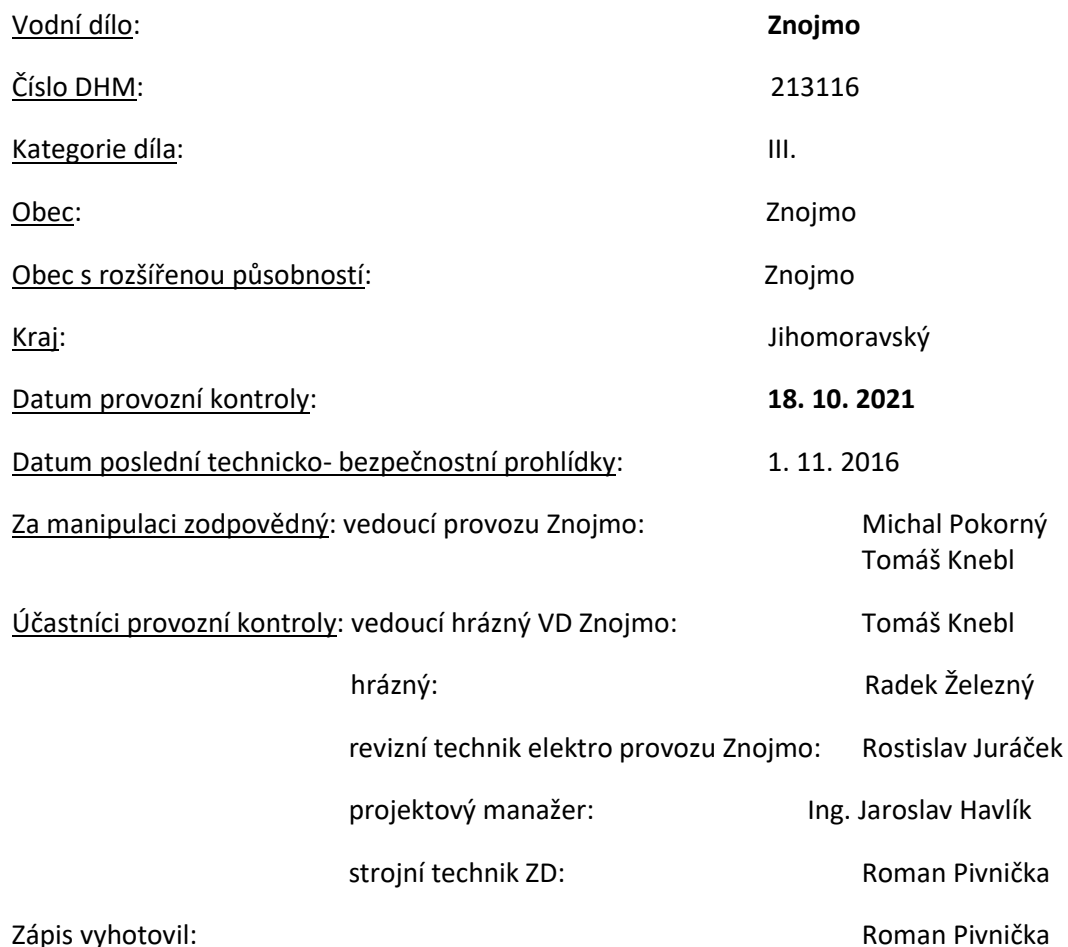 Vodní dílo: Znojmo
Číslo DHM: 213116
Kategorie díla: III.
Obec: Znojmo
Obec s rozšířenou působností: Znojmo
Kraj: Jihomoravský
Datum provozní kontroly: 18. 10. 2021
Datum poslední technicko- bezpečnostní prohlídky: 1. 11. 2016
Za manipulaci zodpovědný: vedoucí provozu Znojmo: Michal Pokorný
Tomáš Knebl
Účastníci provozní kontroly: vedoucí hrázný VD Znojmo: Tomáš Knebl
hrázný: Radek Železný
revizní technik elektro provozu Znojmo: Rostislav Juráček
projektový manažer: Ing. Jaroslav Havlík
strojní technik ZD: Roman Pivnička
Zápis vyhotovil: Roman Pivnička